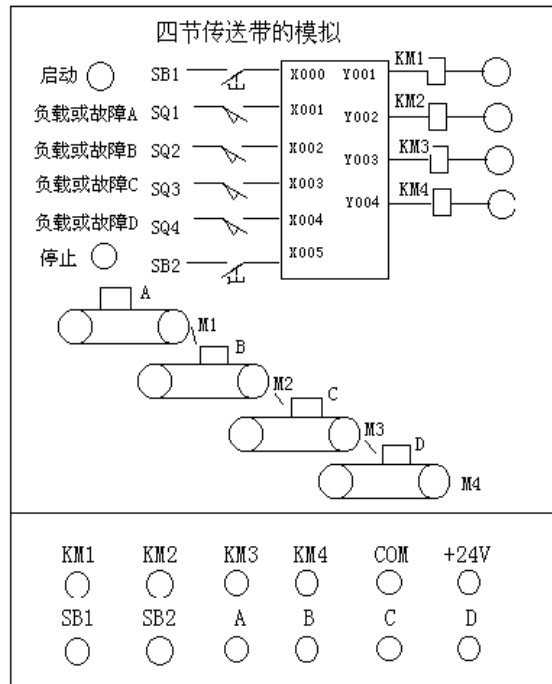 四节传送带的模拟
启动 SB1 X000 Y001 KM1
负载或故障A SQ1 X001 Y002 KM2
负载或故障B SQ2 X002 Y003 KM3
负载或故障C SQ3 X003 Y004 KM4
负载或故障D SQ4 X004
停止 SB2 X005
A
M1
B
M2
C
M3
D
M4
KM1 KM2 KM3 KM4 COM +24V
SB1 SB2 A B C D